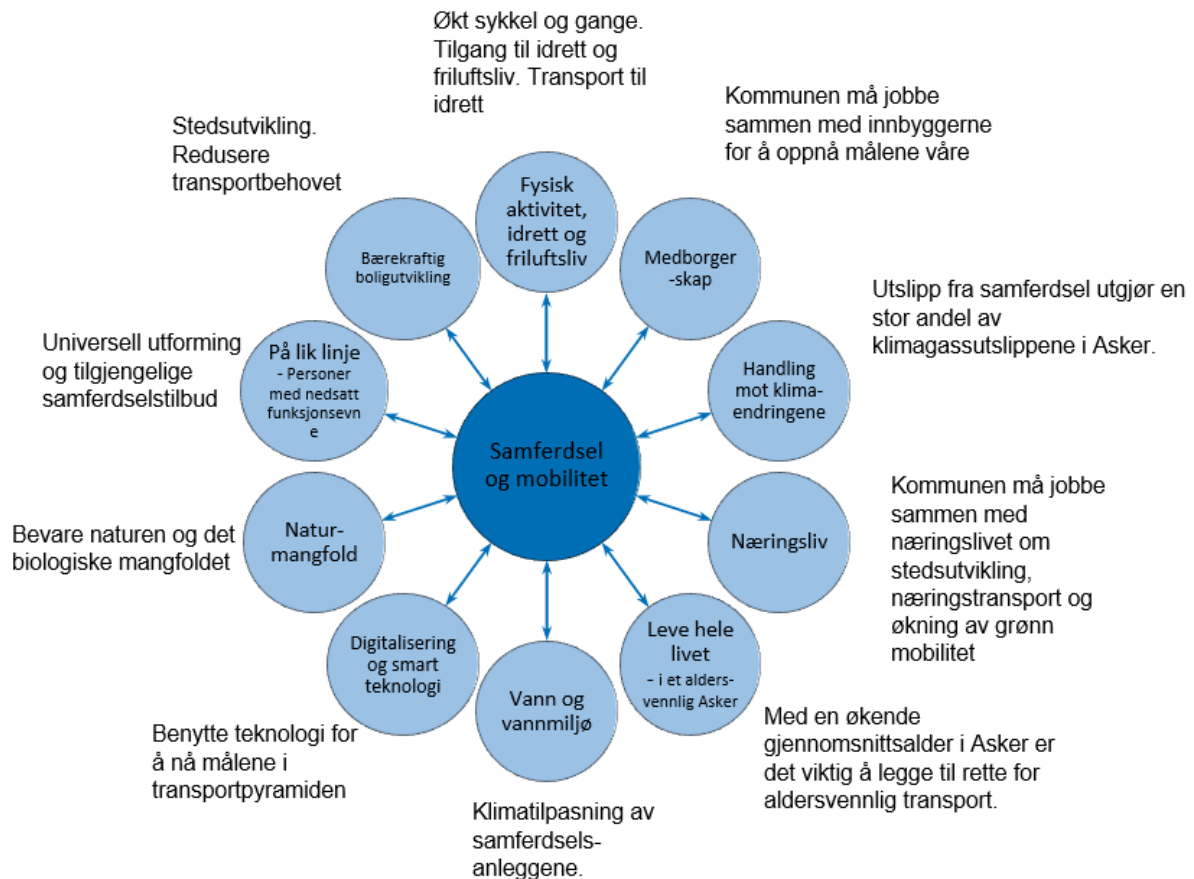 Økt sykkel og gange.
Tilgang til idrett og
friluftsliv. Transport til
idrett
Kommunen må jobbe
sammen med innbyggerne
for å oppnå målene våre
Stedsutvikling.
Redusere
transportbehovet
Fysisk
aktivitet,
idrett og
friluftsliv
Bærekraftig
boligutvikling
Medborger
-skap
Utslipp fra samferdsel utgjør en
stor andel av
klimagassutslippene i Asker.
Universell utforming
og tilgjengelige
samferdselstilbud
På lik linje
- Personer
med nedsatt
funksjonsevn
e
Handling
mot klima-
endringene
Samferdsel
og mobilitet
Kommunen må jobbe
sammen med
næringslivet om
stedsutvikling,
næringstransport og
økning av grønn
mobilitet
Bevare naturen og det
biologiske mangfoldet
Natur-
mangfold
Næringsliv
Digitalisering
og smart
teknologi
Vann og
vannmiljø
Leve hele
livet
– i et alders-
vennlig Asker
Benytte teknologi for
å nå målene i
transportpyramiden
Med en økende
gjennomsnittsalder i Asker er
det viktig å legge til rette for
aldersvennlig transport.
Klimatilpasning av
samferdsels-
anleggene.